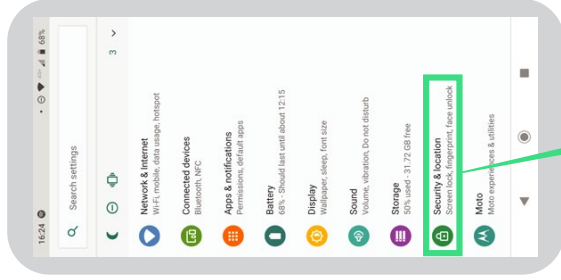 16:24
68%
Search settings
3
Network & Internet
Wi-Fi, mobile, data usage, hotspot
Connected devices
Bluetooth, NFC
Apps & notifications
Permissions, default apps
Battery
68% - Should last until about 12:15
Display
Wallpaper, sleep, font size
Sound
Volume, vibration, Do not disturb
Storage
50% used - 31.72 GB free
Security & location
Screen lock, fingerprint, face unlock
Moto
Moto experiences & utilities